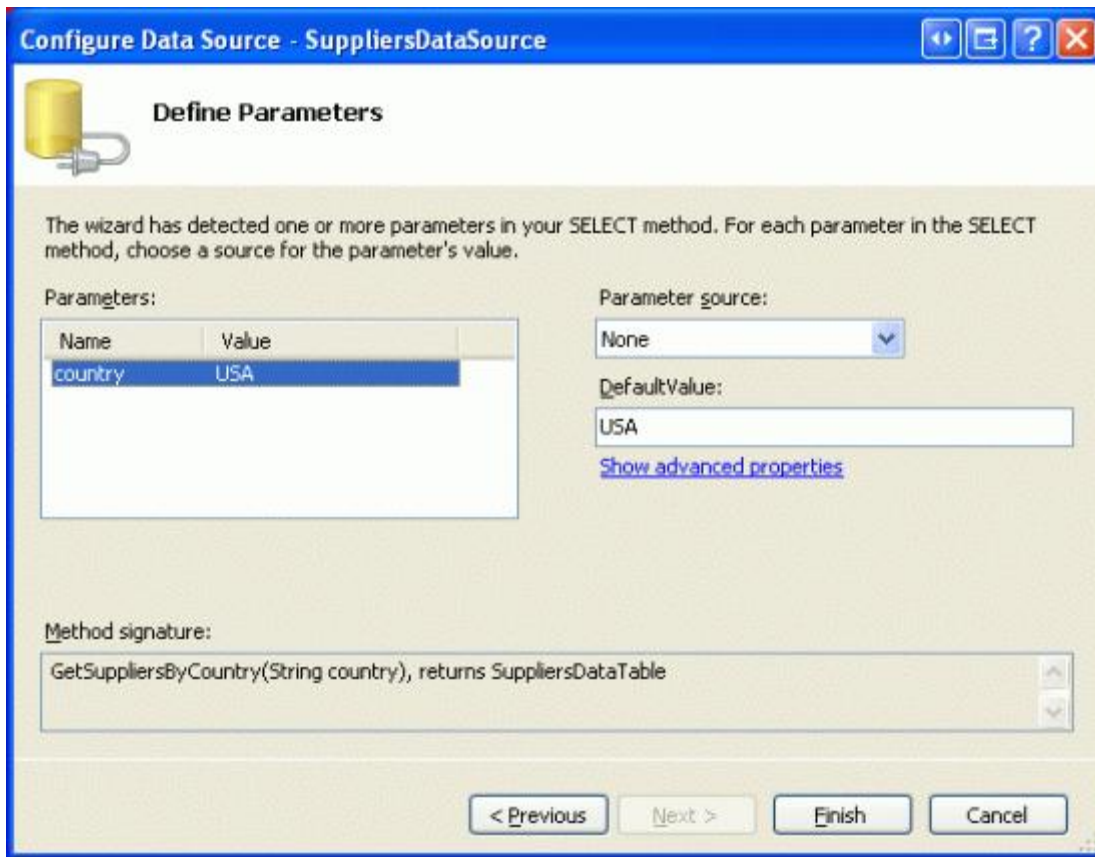 Configure Data Source - SuppliersDataSource
Define Parameters
The wizard has detected one or more parameters in your SELECT method. For each parameter in the SELECT
method, choose a source for the parameter's value.
Parameters:
Name Value
country USA
Parameter source:
None
DefaultValue:
USA
Show advanced properties
Method signature:
GetSuppliersByCountry(String country), returns SuppliersDataTable
< Previous Next > Finish Cancel